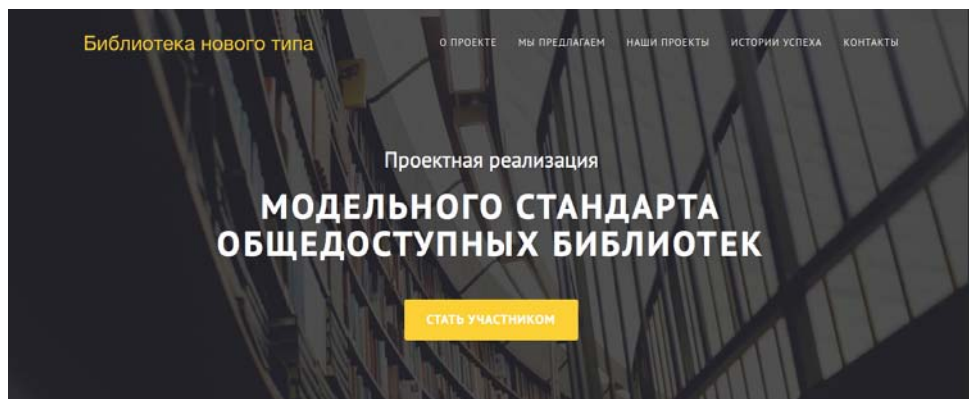 Библиотека нового типа
О ПРОЕКТЕ МЫ ПРЕДЛАГАЕМ НАШИ ПРОЕКТЫ ИСТОРИИ УСПЕХА КОНТАКТЫ
Проектная реализация
МОДЕЛЬНОГО СТАНДАРТА
ОБЩЕДОСТУПНЫХ БИБЛИОТЕК
СТАТЬ УЧАСТНИКОМ